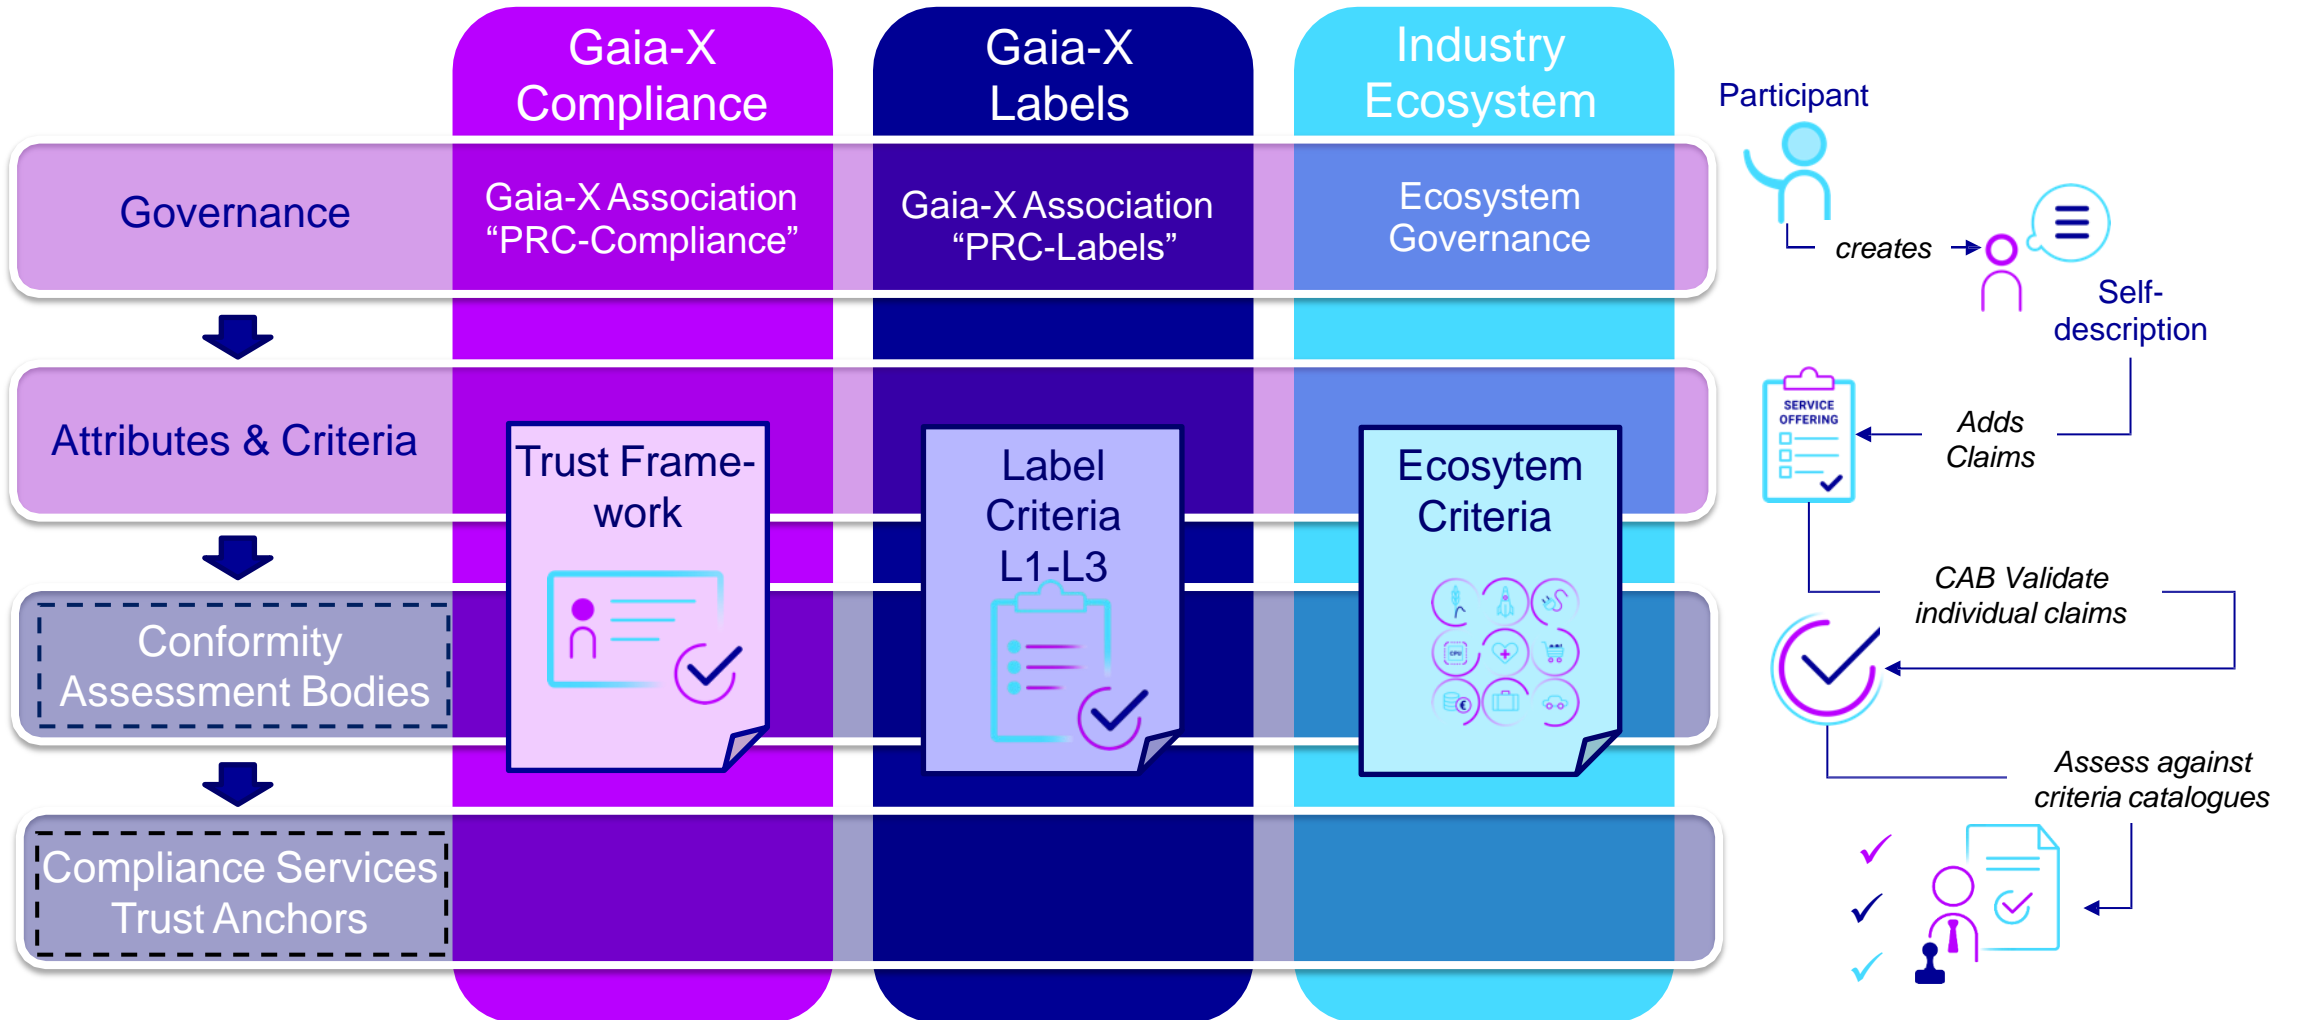 Gaia-X
Compliance
Gaia-X
Labels
Industry
Ecosystem
Governance
Gaia-X Association
“PRC-Compliance”
Gaia-X Association
“PRC-Labels”
Ecosystem
Governance
Attributes & Criteria
Trust Frame-
work
Label
Criteria
L1-L3
Ecosytem
Criteria
CPU
€
Conformity
Assessment Bodies
Compliance Services
Trust Anchors
Participant
creates
Self-
description
SERVICE
OFFERING
Adds
Claims
CAB Validate
individual claims
Assess against
criteria catalogues